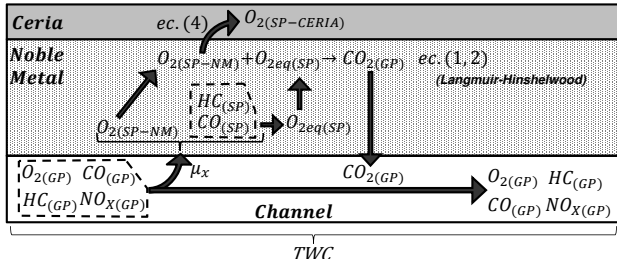 Ceria ec. (4) O2(SP−CERIA)
Noble Metal O2(SP−NM)+O2eq(SP) → CO2(GP) ec. (1, 2)
(Langmuir-Hinshelwood)
HC(SP)
O2(SP−NM) CO(SP) O2eq(SP)
μx
O2(GP) CO(GP) CO2(GP) O2(GP) HC(GP)
HC(GP) NOX(GP) CO(GP) NOX(GP)
Channel
TWC